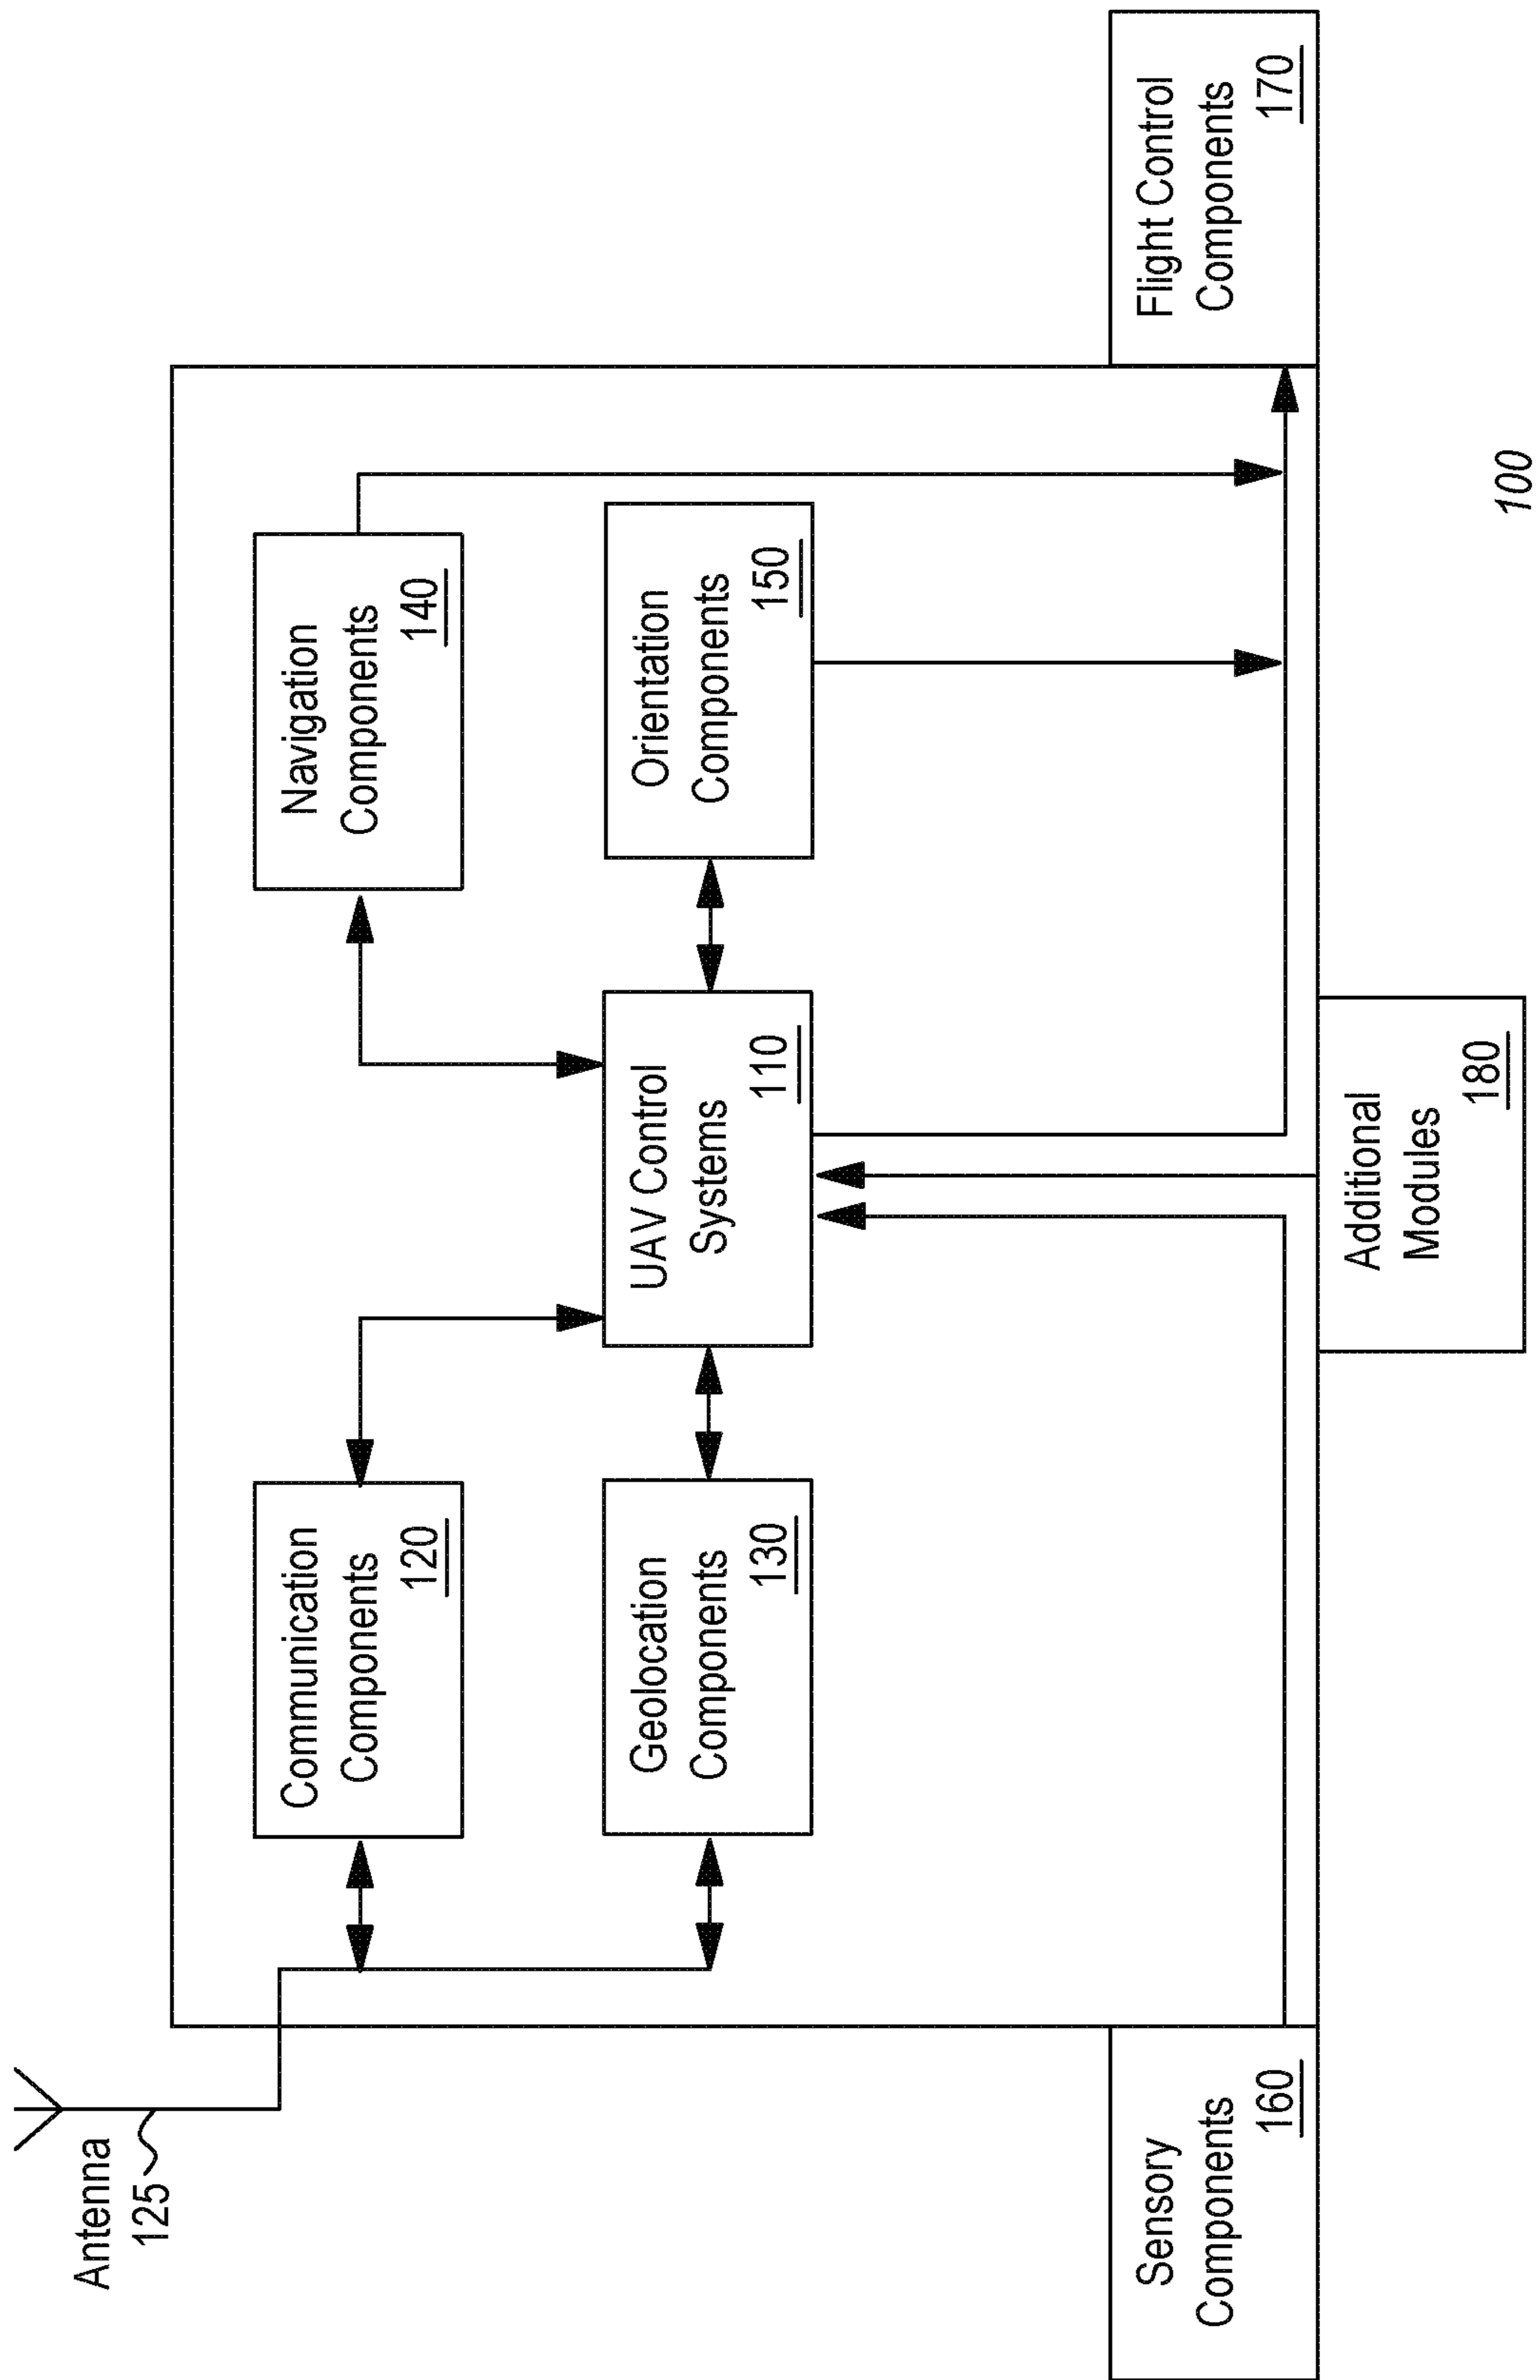 Antenna
125
Communication
Components
120
Navigation
Components
140
Geolocation
Components
130
UAV Control
Systems
110
Orientation
Components
150
Sensory
Components
160
Flight Control
Components
170
Additional
Modules
180
100